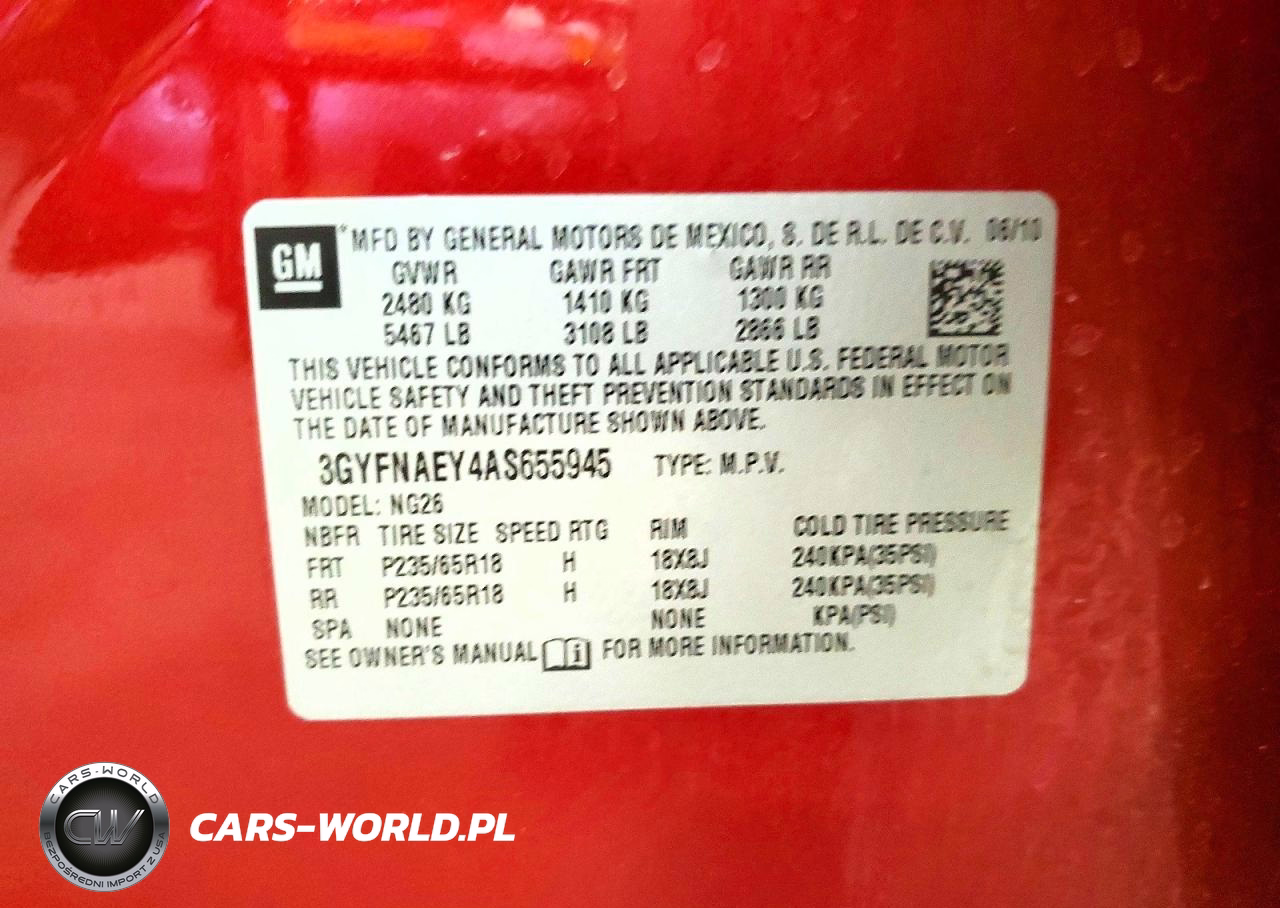 GM
*MFD BY GENERAL MOTORS DE MEXICO, S. DE R.L. DE C.V. 06/10
GVWR GAWR FRT GAWR RR
2480 KG 1410 KG 1300 KG
5467 LB 3108 LB 2866 LB
THIS VEHICLE CONFORMS TO ALL APPLICABLE U.S. FEDERAL MOTOR
VEHICLE SAFETY AND THEFT PREVENTION STANDARDS IN EFFECT ON
THE DATE OF MANUFACTURE SHOWN ABOVE.
3GYFNAEY4AS655945 TYPE: M.P.V.
MODEL: NG26
NBFR TIRE SIZE SPEED RTG RIM COLD TIRE PRESSURE
FRT P235/65R18 H 18X8J 240KPA(35PSI)
RR P235/65R18 H 18X8J 240KPA(35PSI)
SPA NONE NONE KPA(PSI)
SEE OWNER'S MANUAL i FOR MORE INFORMATION.
CARS-WORLD
CW
BEZPOŚREDNI IMPORT Z USA
CARS-WORLD.PL